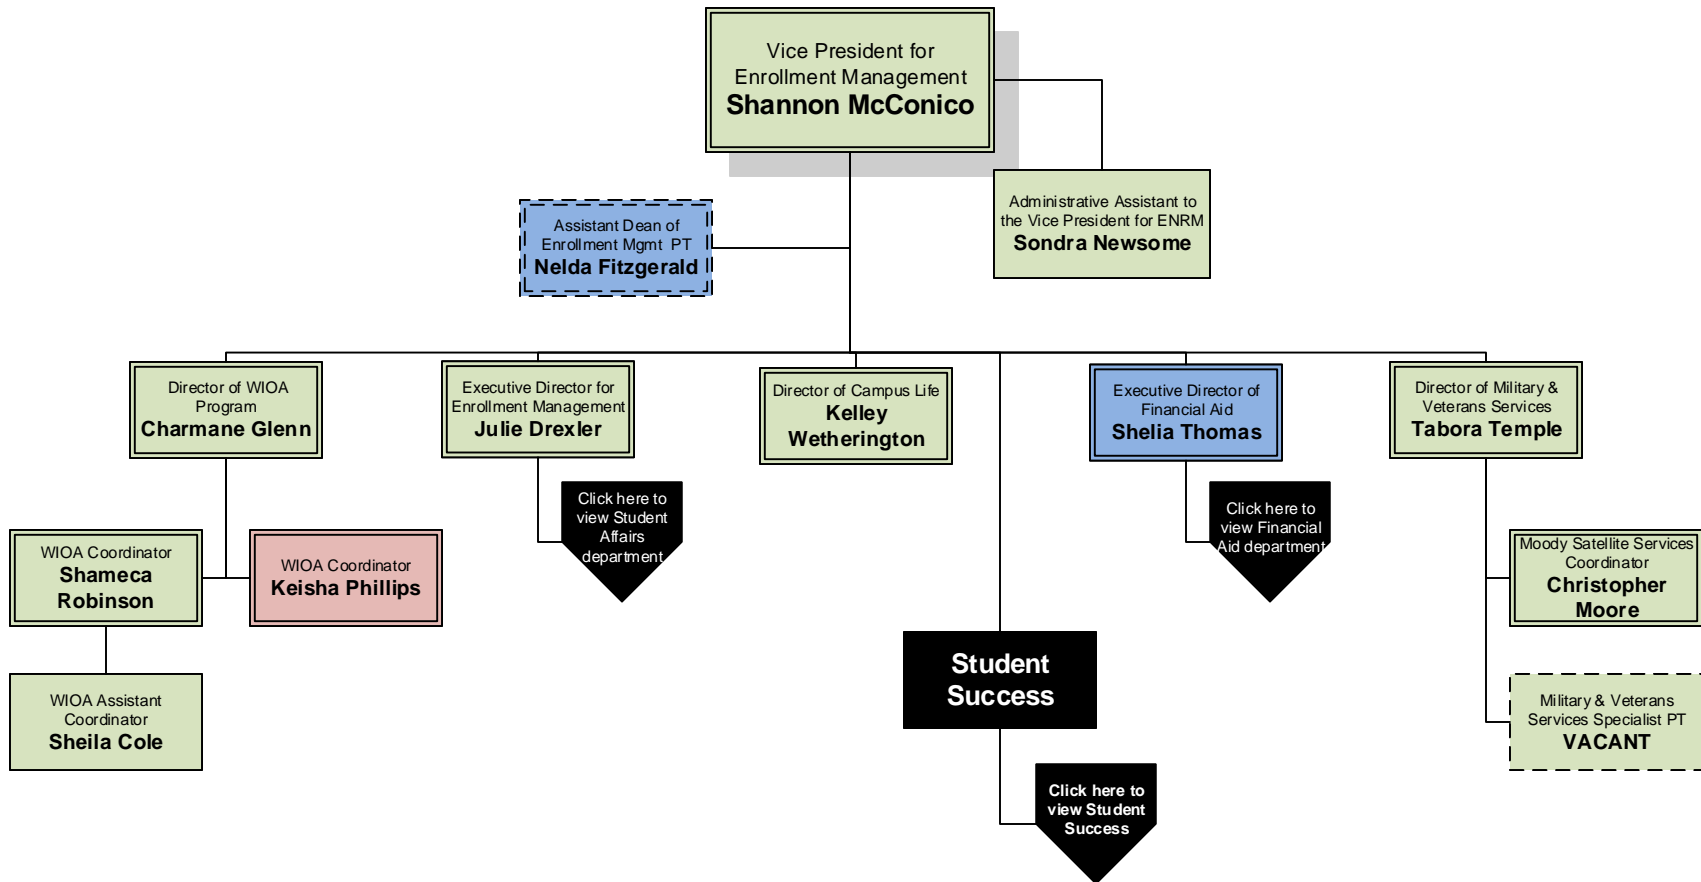 Vice President for
Enrollment Management
Shannon McConico
Administrative Assistant to
the Vice President for ENRM
Sondra Newsome
Assistant Dean of
Enrollment Mgmt PT
Nelda Fitzgerald
Director of WIOA
Program
Charmane Glenn
Executive Director for
Enrollment Management
Julie Drexler
Director of Campus Life
Kelley
Wetherington
Executive Director of
Financial Aid
Shelia Thomas
Director of Military &
Veterans Services
Tabora Temple
Click here to
view Student
Affairs
department
Click here to
view Financial
Aid department
WIOA Coordinator
Shameca
Robinson
WIOA Coordinator
Keisha Phillips
Moody Satellite Services
Coordinator
Christopher
Moore
Student
Success
WIOA Assistant
Coordinator
Sheila Cole
Military & Veterans
Services Specialist PT
VACANT
Click here to
view Student
Success